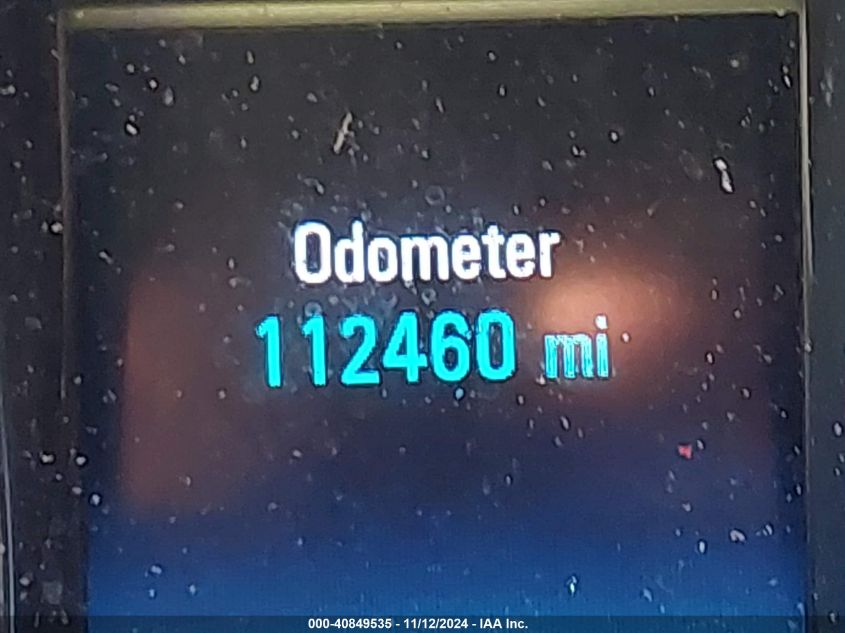 Odometer
112460 mi
000-40849535 - 11/12/2024 - IAA Inc.